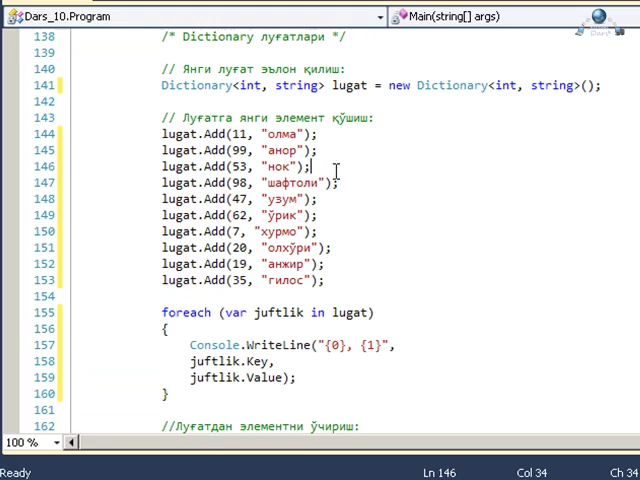 Dars_10.Program
Main(string[] args)
138 /* Dictionary луғатлари */
139
140 // Янги луғат эълон қилиш:
141 Dictionary<int, string> lugat = new Dictionary<int, string>();
142
143 // Луғатга янги элемент қўшиш:
144 lugat.Add(11, "олма");
145 lugat.Add(99, "анор");
146 lugat.Add(53, "нок");
147 lugat.Add(98, "шафтоли");
148 lugat.Add(47, "узум");
149 lugat.Add(62, "ўрик");
150 lugat.Add(7, "хурмо");
151 lugat.Add(20, "олхўри");
152 lugat.Add(19, "анжир");
153 lugat.Add(35, "гилос");
154
155 foreach (var juftlik in lugat)
156 {
157 Console.WriteLine("{0}, {1}",
158 juftlik.Key,
159 juftlik.Value);
160 }
161
162 //Луғатдан элементни ўчириш:
100 %
Ready Ln 146 Col 34 Ch 34